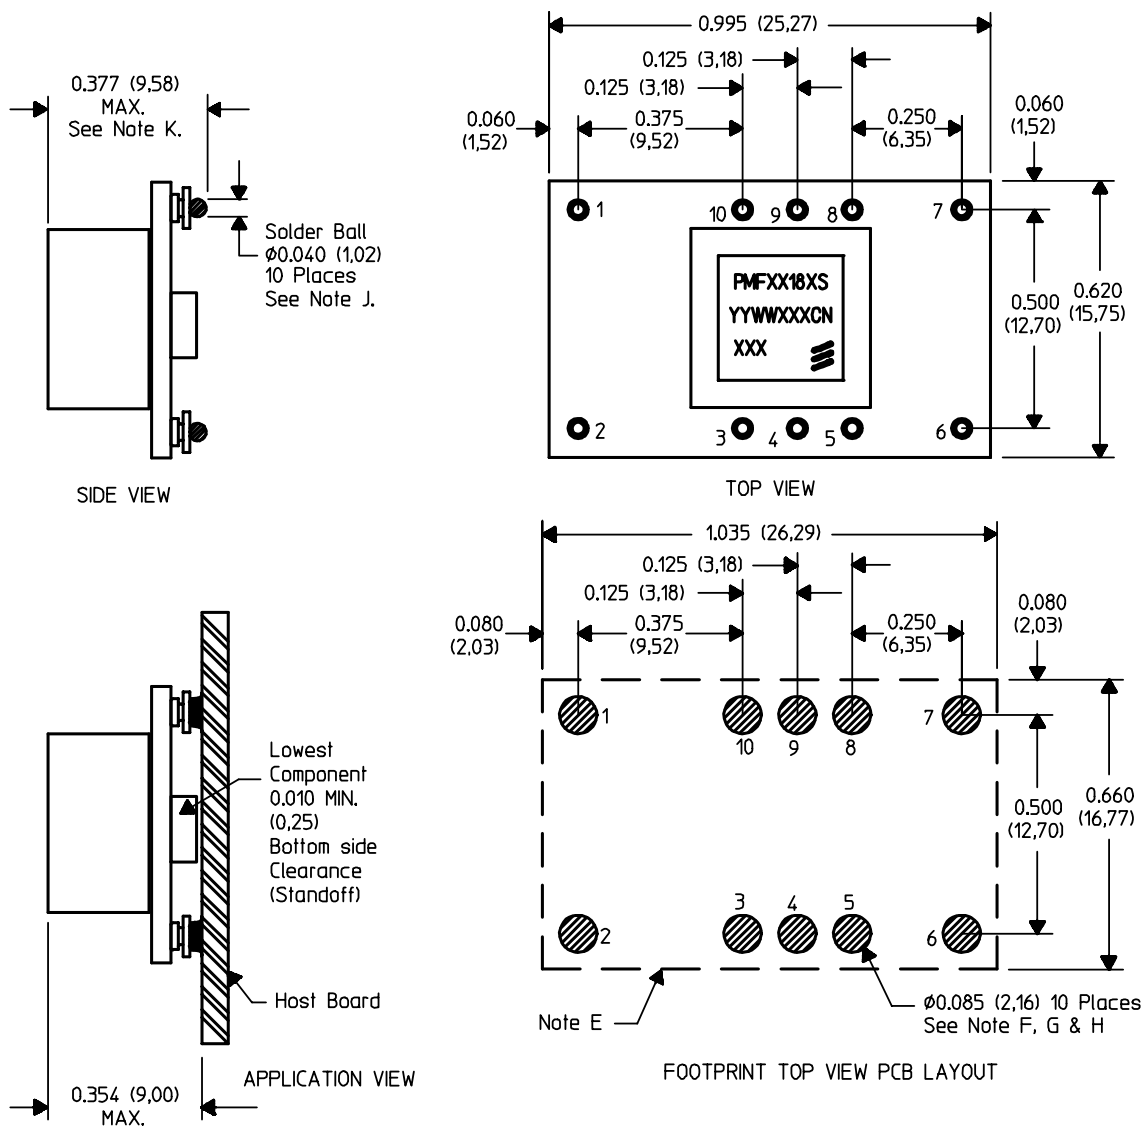 0.377 (9,58)
MAX.
See Note K.
Solder Ball
ø0.040 (1,02)
10 Places
See Note J.
SIDE VIEW
0.995 (25,27)
0.125 (3,18)
0.125 (3,18)
0.060
(1,52)
0.375
(9,52)
0.250
(6,35)
0.060
(1,52)
1
10
9
8
7
PMFXX18XS
YYWWXXXCN
XXX
0.500
(12,70)
0.620
(15,75)
2
3
4
5
6
TOP VIEW
Lowest
Component
0.010 MIN.
(0,25)
Bottom side
Clearance
(Standoff)
Host Board
APPLICATION VIEW
0.354 (9,00)
MAX.
1.035 (26,29)
0.125 (3,18)
0.125 (3,18)
0.080
(2,03)
0.375
(9,52)
0.250
(6,35)
0.080
(2,03)
1
10
9
8
7
0.500
(12,70)
0.660
(16,77)
2
3
4
5
6
Note E
ø0.085 (2,16) 10 Places
See Note F, G & H
FOOTPRINT TOP VIEW PCB LAYOUT